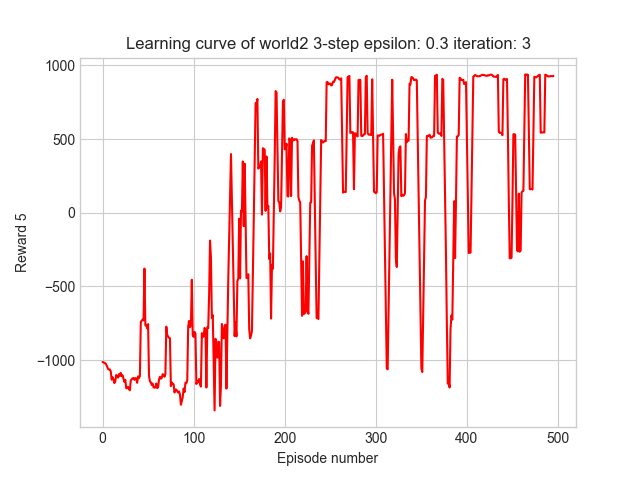 Learning curve of world2 3-step epsilon: 0.3 iteration: 3
1000
500
0
−500
−1000
Reward 5
0 100 200 300 400 500
Episode number